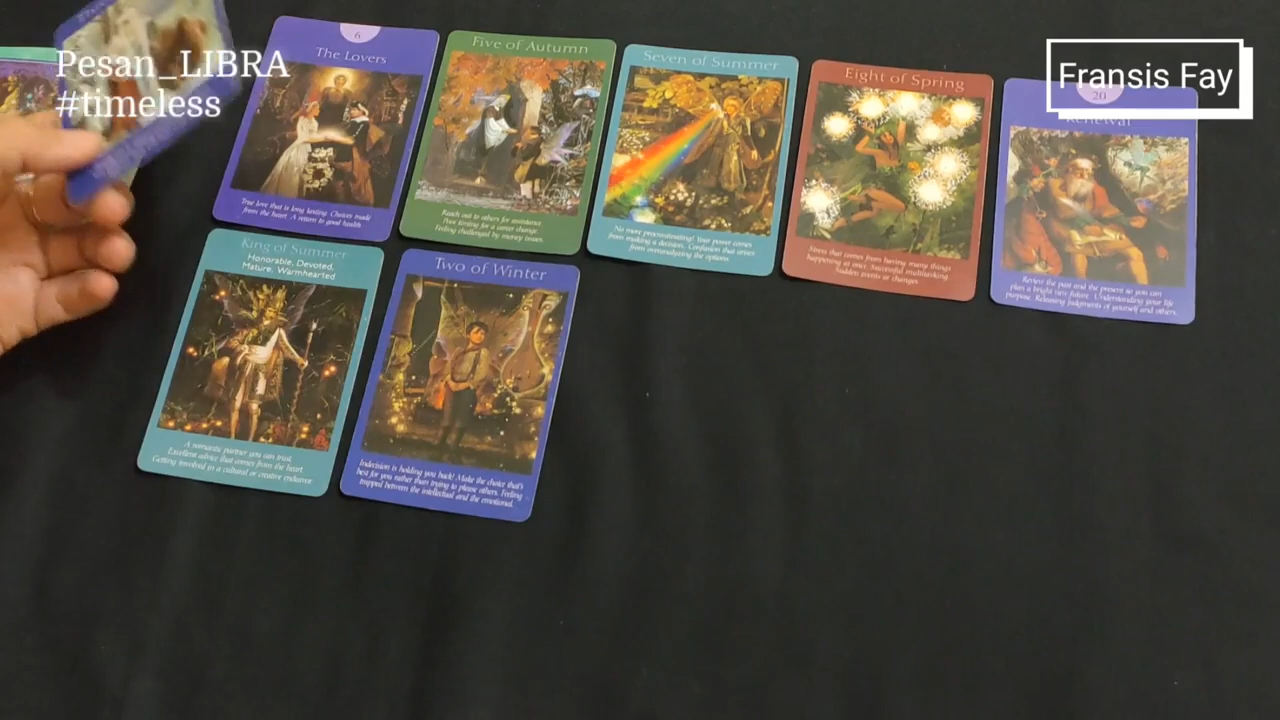 Pesan_LIBRA
#timeless
Fransis Fay
6
The Lovers
True love that is long lasting. Choices made
from the heart. A return to good health.
Five of Autumn
Reach out to others for assistance.
Poor timing for a career change.
Feeling challenged by money issues.
Seven of Summer
No more procrastinating! Your power comes
from making a decision. Confusion that arises
from overanalyzing the options.
Eight of Spring
Stress that comes from having many things
happening at once. Successful multitasking.
Sudden events or changes.
20
Renewal
Review the past and the present so you can
plan a bright new future. Understanding your life
purpose. Releasing judgments of yourself and others.
King of Summer
Honorable, Devoted,
Mature, Warmhearted
A romantic partner you can trust.
Excellent advice that comes from the heart.
Getting involved in a cultural or creative endeavor.
Two of Winter
Indecision is holding you back! Make the choice that's
best for you rather than trying to please others. Feeling
trapped between the intellectual and the emotional.